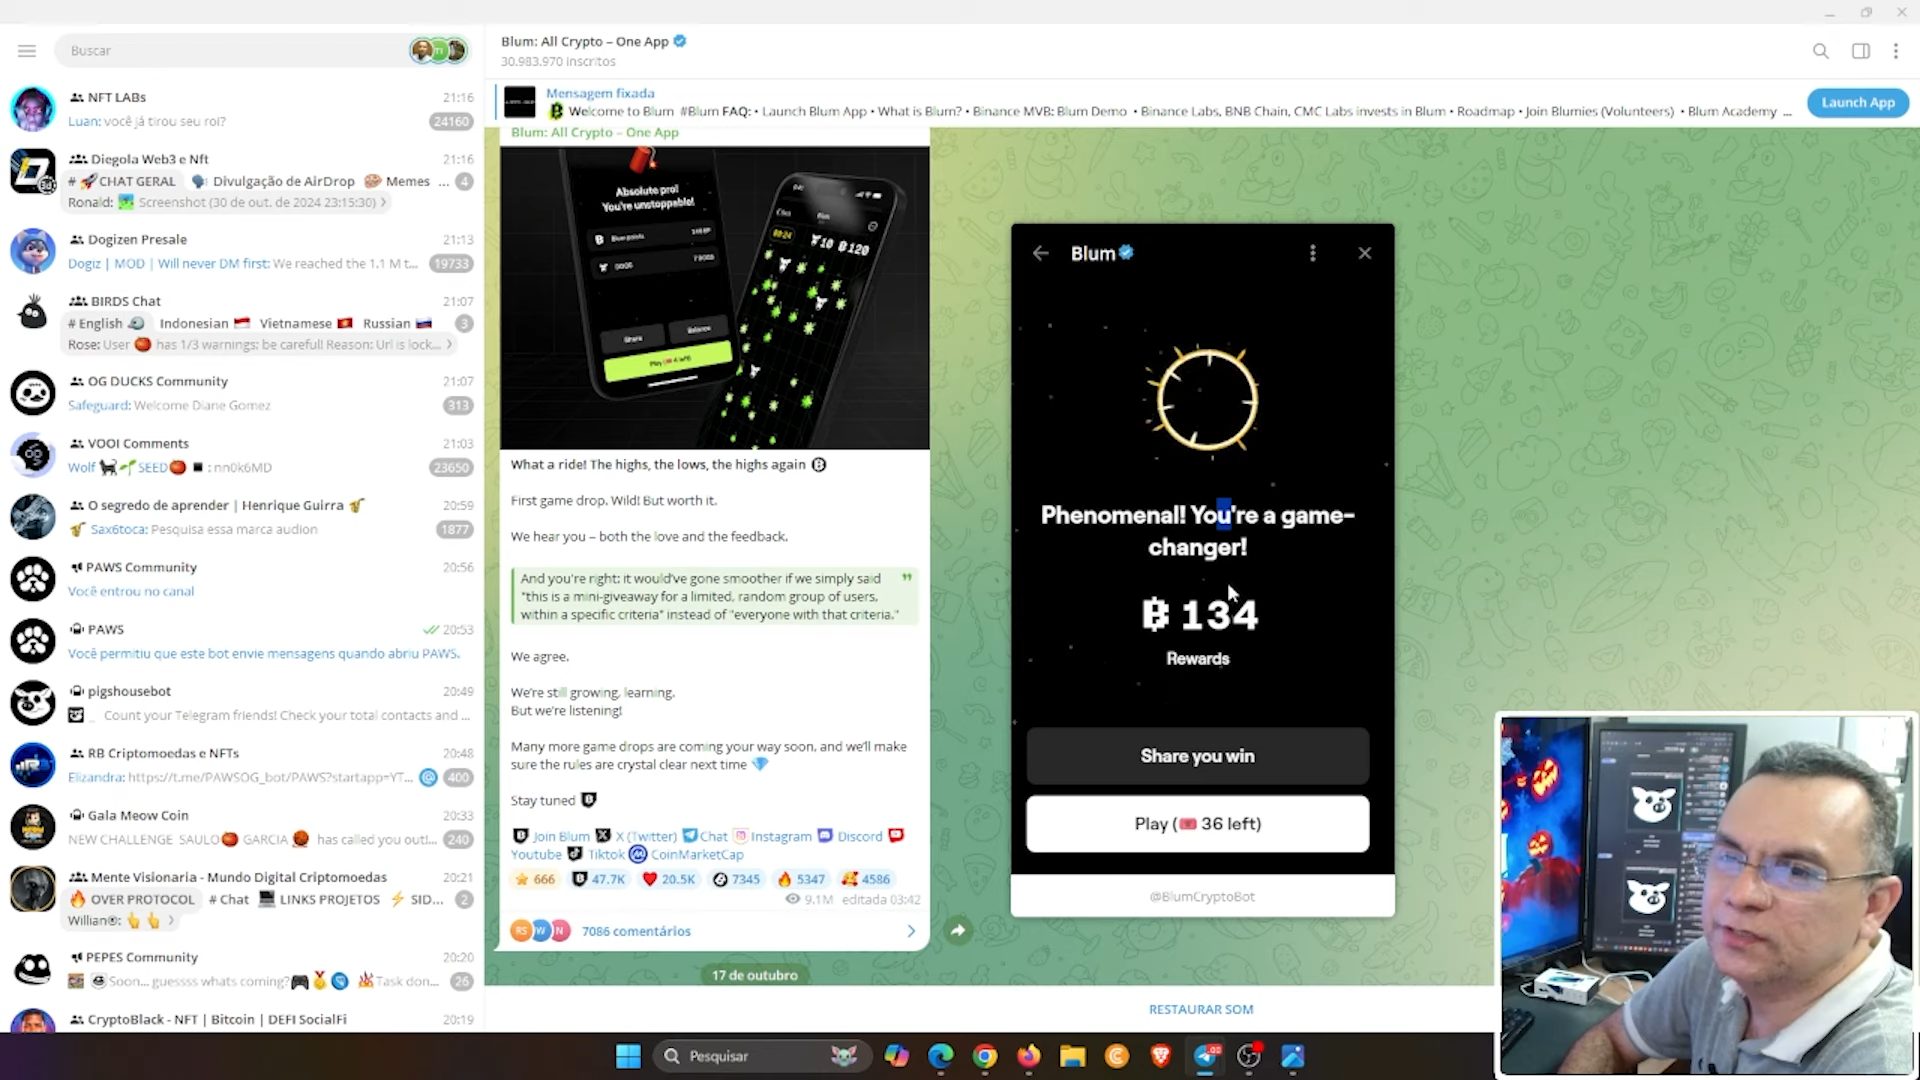 Buscar
NFT LABs
21:16
Luan: você já tirou seu roi?
24160
Diegola Web3 e Nft
21:16
# CHAT GERAL Divulgação de AirDrop Memes ...
4
Ronald: Screenshot (30 de out. de 2024 23:15:30)
Dogizen Presale
21:13
Dogiz | MOD | Will never DM first: We reached the 1.1 M t...
19733
BIRDS Chat
21:07
# English Indonesian Vietnamese Russian
3
Rose: User has 1/3 warnings; be careful! Reason: Url is lock...
OG DUCKS Community
21:07
Safeguard: Welcome Diane Gomez
313
VOOI Comments
21:03
Wolf SEED : nn0k6MD
23650
O segredo de aprender | Henrique Guirra
20:59
Sax6toca: Pesquisa essa marca audion
1877
PAWS Community
20:56
Você entrou no canal
PAWS
20:53
Você permitiu que este bot envie mensagens quando abriu PAWS.
pigshousebot
20:49
Count your Telegram friends! Check your total contacts and ...
RB Criptomoedas e NFTs
20:48
Elizandra: https://t.me/PAWSOG_bot/PAWS?startapp=YT...
400
Gala Meow Coin
20:33
NEW CHALLENGE SAULO GARCIA has called you out!...
240
Mente Visionaria - Mundo Digital Criptomoedas
20:21
OVER PROTOCOL # Chat LINKS PROJETOS SID...
2
Willian®:
PEPES Community
20:20
Soon... guessss whats coming? Task don...
26
CryptoBlack - NFT | Bitcoin | DEFI SocialFi
20:19
Blum: All Crypto – One App
30.983.970 inscritos
Mensagem fixada
Welcome to Blum #Blum FAQ: • Launch Blum App • What is Blum? • Binance MVB: Blum Demo • Binance Labs, BNB Chain, CMC Labs invests in Blum • Roadmap • Join Blumies (Volunteers) • Blum Academy ...
Launch App
Blum: All Crypto – One App
Absolute pro!
You're unstoppable!
Blum points
Share
Balance
Play ( 4 left)
Blum
00:24
10 120
What a ride! The highs, the lows, the highs again
First game drop. Wild! But worth it.
We hear you – both the love and the feedback.
And you're right: it would've gone smoother if we simply said
"this is a mini-giveaway for a limited, random group of users,
within a specific criteria" instead of "everyone with that criteria."
We agree.
We're still growing, learning.
But we're listening!
Many more game drops are coming your way soon, and we'll make
sure the rules are crystal clear next time
Stay tuned
Join Blum X (Twitter) Chat Instagram Discord
Youtube Tiktok CoinMarketCap
666 47.7K 20.5K 7345 5347 4586
9.1M editada 03:42
RS W N 7086 comentários
17 de outubro
Blum
Phenomenal! You're a game-
changer!
134
Rewards
Share you win
Play ( 36 left)
@BlumCryptoBot
RESTAURAR SOM
Pesquisar